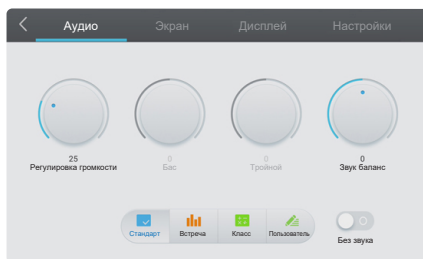 Аудио Экран Дисплей Настройки
25 0 0 0
Регулировка громкости Бас Тройной Звук баланс
Стандарт Встреча Класс Пользователь
Без звука